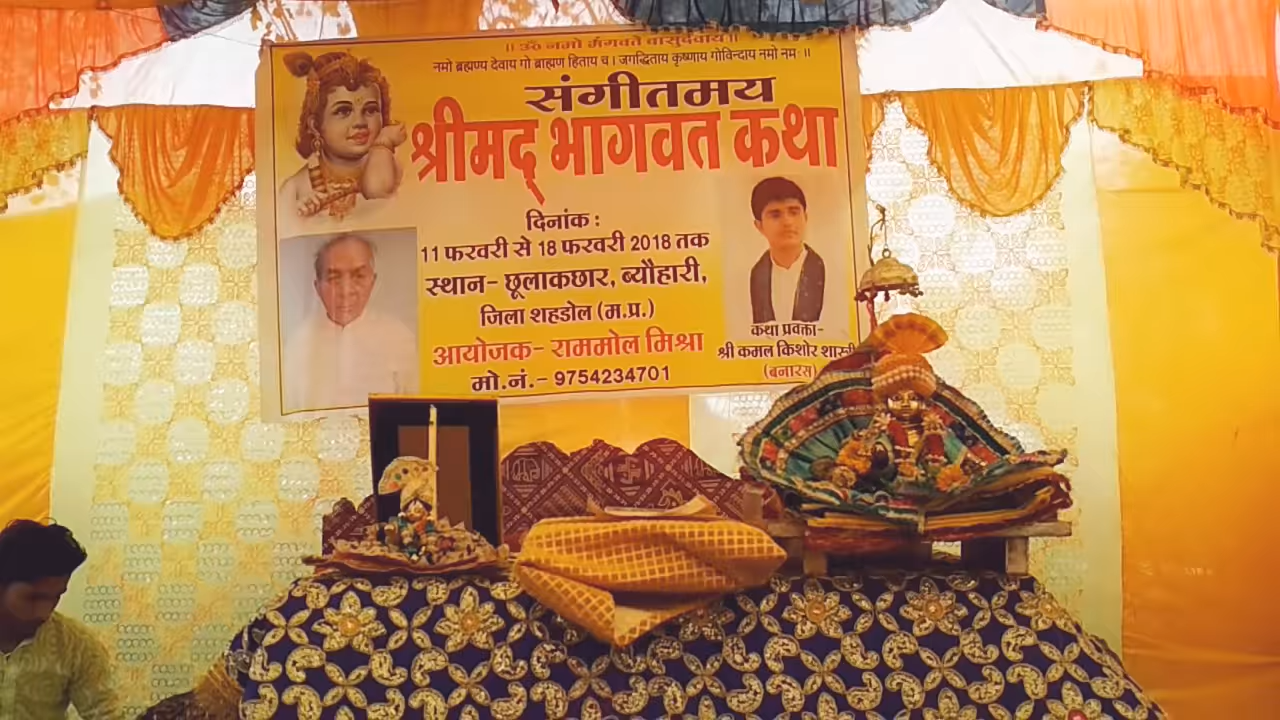 ॥ ॐ नमो भगवते वासुदेवाय ॥
नमो ब्रह्मण्य देवाय गो ब्राह्मण हिताय च। जगद्धिताय कृष्णाय गोविन्दाय नमो नमः ॥
संगीतमय
श्रीमद् भागवत कथा
दिनांक :
11 फरवरी से 18 फरवरी 2018 तक
स्थान- छूलाकछार, ब्यौहारी,
जिला शहडोल (म.प्र.)
आयोजक- राममोल मिश्रा
मो.नं.- 9754234701
कथा प्रवक्ता-
श्री कमल किशोर शास्त्री
(बनारस)